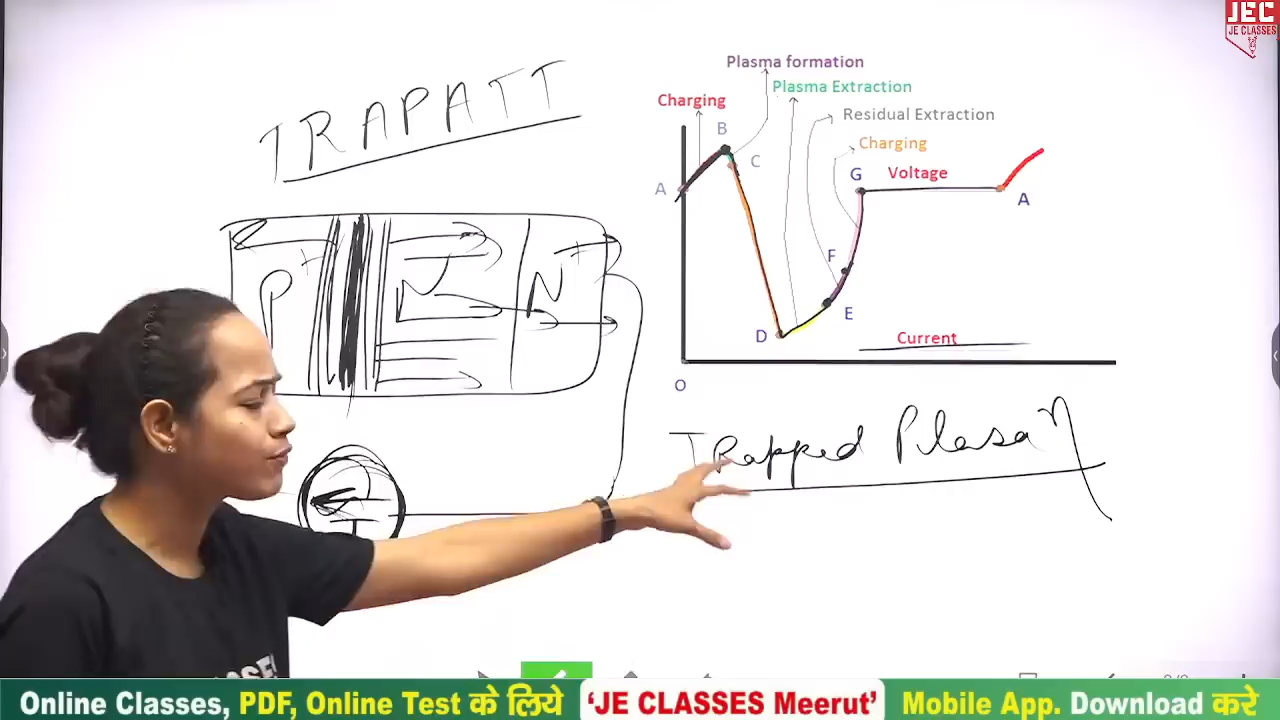 JEC
JE CLASSES
TRAPATT
Plasma formation
Plasma Extraction
Charging
Residual Extraction
Charging
B
C
A
G
Voltage
A
F
E
D
Current
O
P+
N
N+
Trapped Plasa
Online Classes, PDF, Online Test के लिये 'JE CLASSES Meerut' Mobile App. Download करे